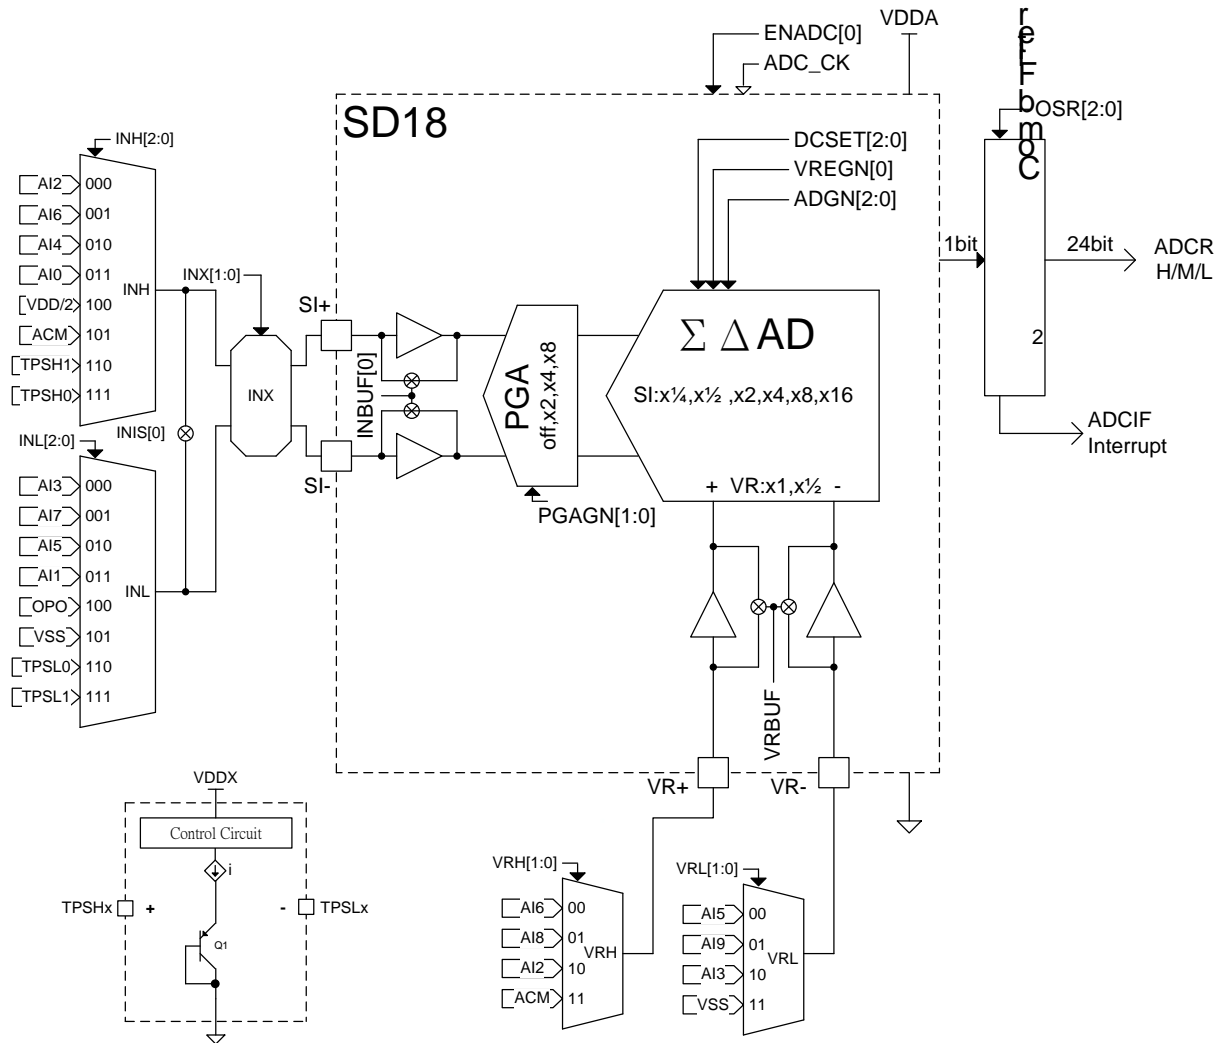 ENADC[0]
ADC_CK
VDDA
Comb Filter
OSR[2:0]
SD18
DCSET[2:0]
VREGN[0]
ADGN[2:0]
INH[2:0]
AI2 000
AI6 001
AI4 010
AI0 011
VDD/2 100
ACM 101
TPSH1 110
TPSH0 111
INH
INX[1:0]
INX
SI+
SI-
INIS[0]
INL[2:0]
AI3 000
AI7 001
AI5 010
AI1 011
OPO 100
VSS 101
TPSL0 110
TPSL1 111
INL
INBUF[0]
PGA
off,x2,x4,x8
PGAGN[1:0]
Σ Δ AD
SI:x¼,x½ ,x2,x4,x8,x16
+ VR:x1,x½ -
1bit
2
24bit
ADCR
H/M/L
ADCIF
Interrupt
VRBUF
VR+
VR-
VRH[1:0]
AI6 00
AI8 01
AI2 10
ACM 11
VRH
VRL[1:0]
AI5 00
AI9 01
AI3 10
VSS 11
VRL
VDDX
Control Circuit
i
TPSHx + - TPSLx
Q1